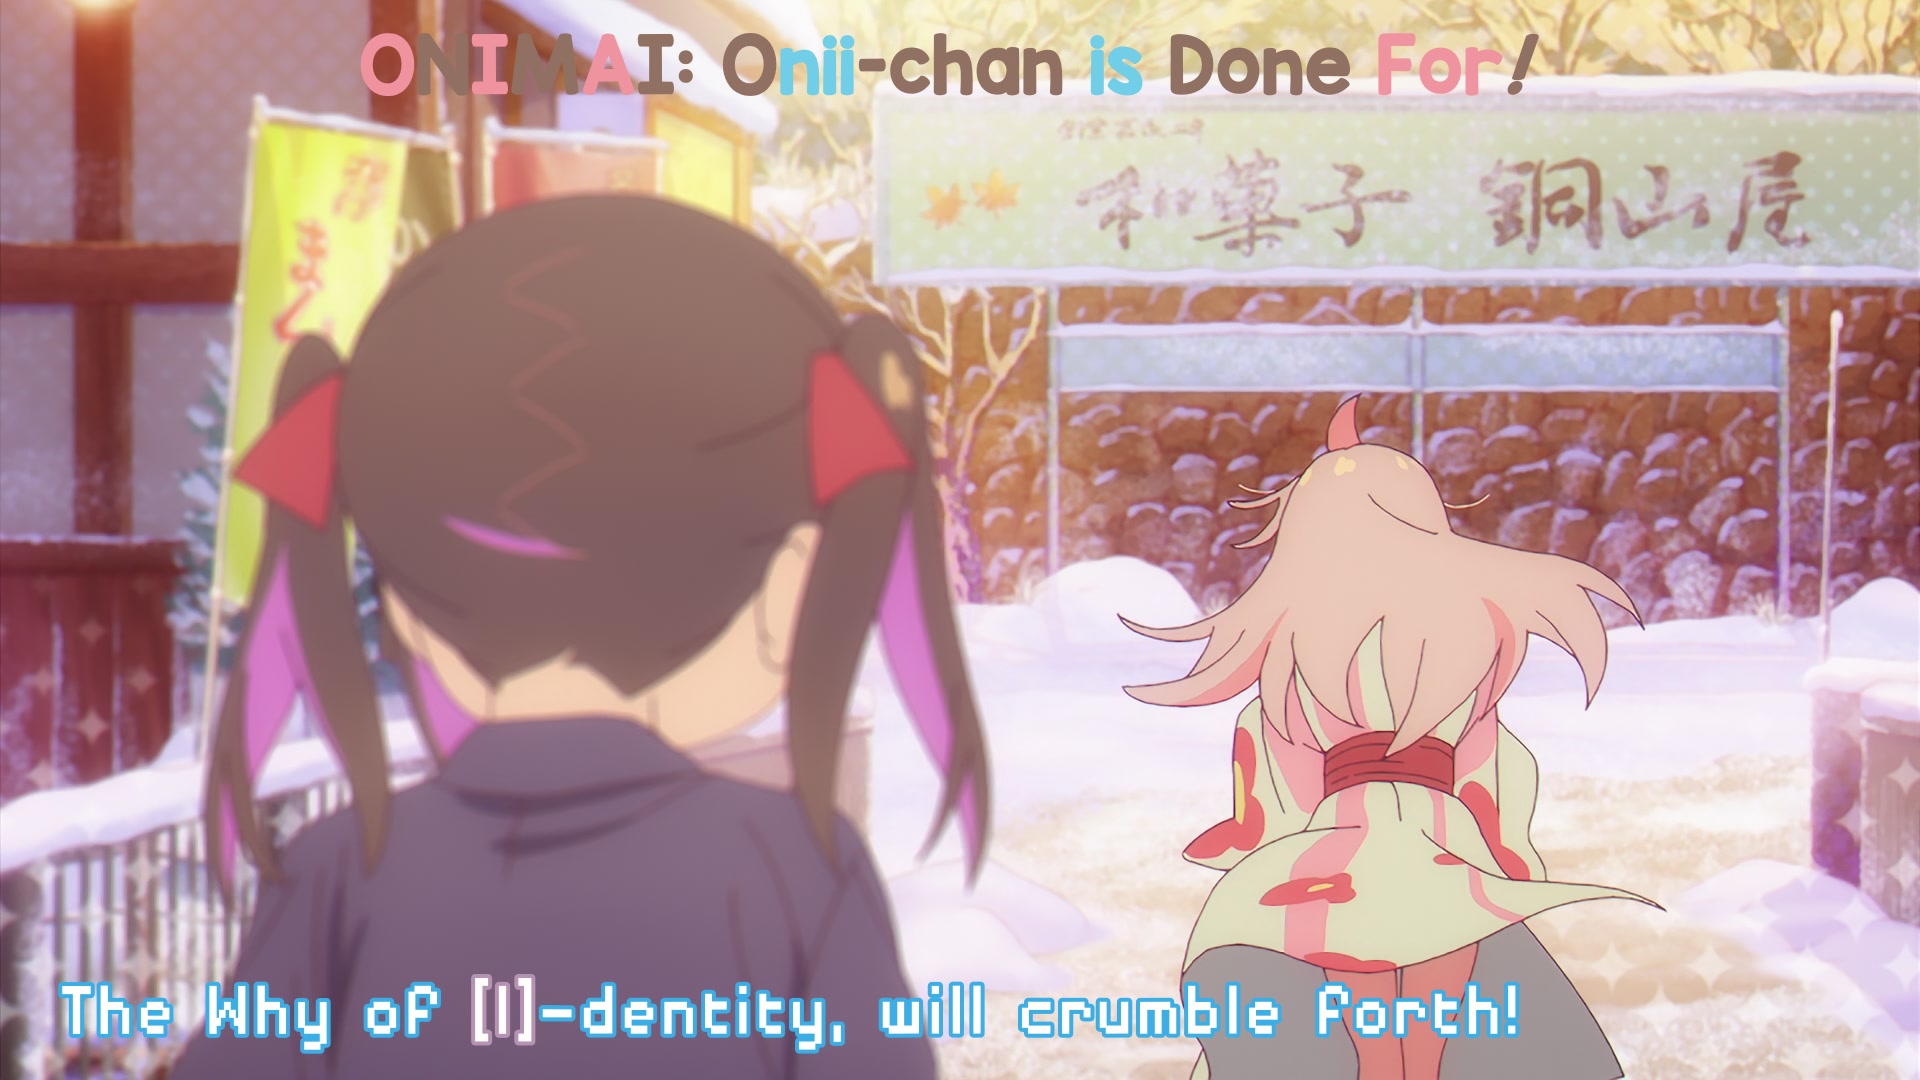 ONIMAI: Onii-chan is Done For!
和菓子 銅山屋
The Why of [I]-dentity, will crumble forth!